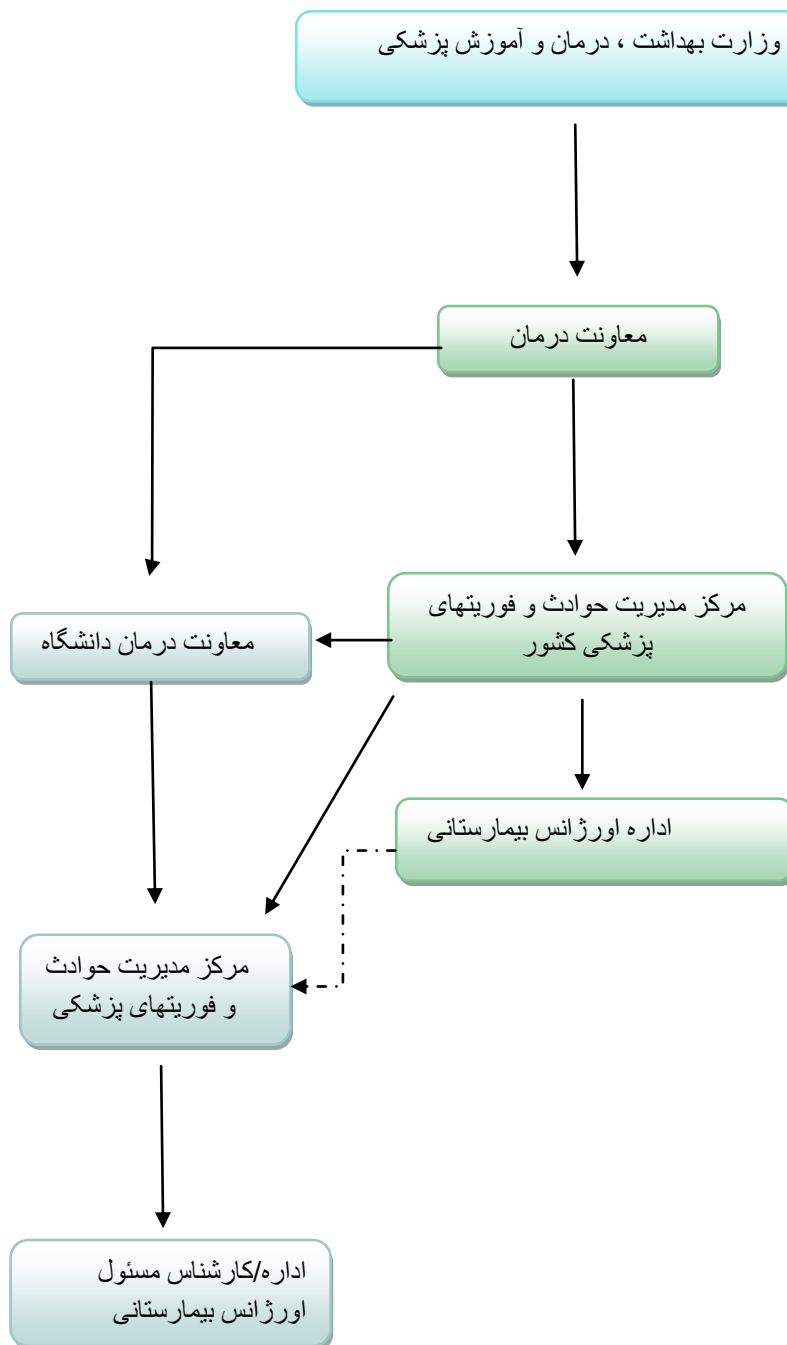 وزارت بهداشت ، درمان و آموزش پزشکی
معاونت درمان
مرکز مدیریت حوادث و فوریتهای
پزشکی کشور
معاونت درمان دانشگاه
اداره اورژانس بیمارستانی
مرکز مدیریت حوادث
و فوریتهای پزشکی
اداره/کارشناس مسئول
اورژانس بیمارستانی